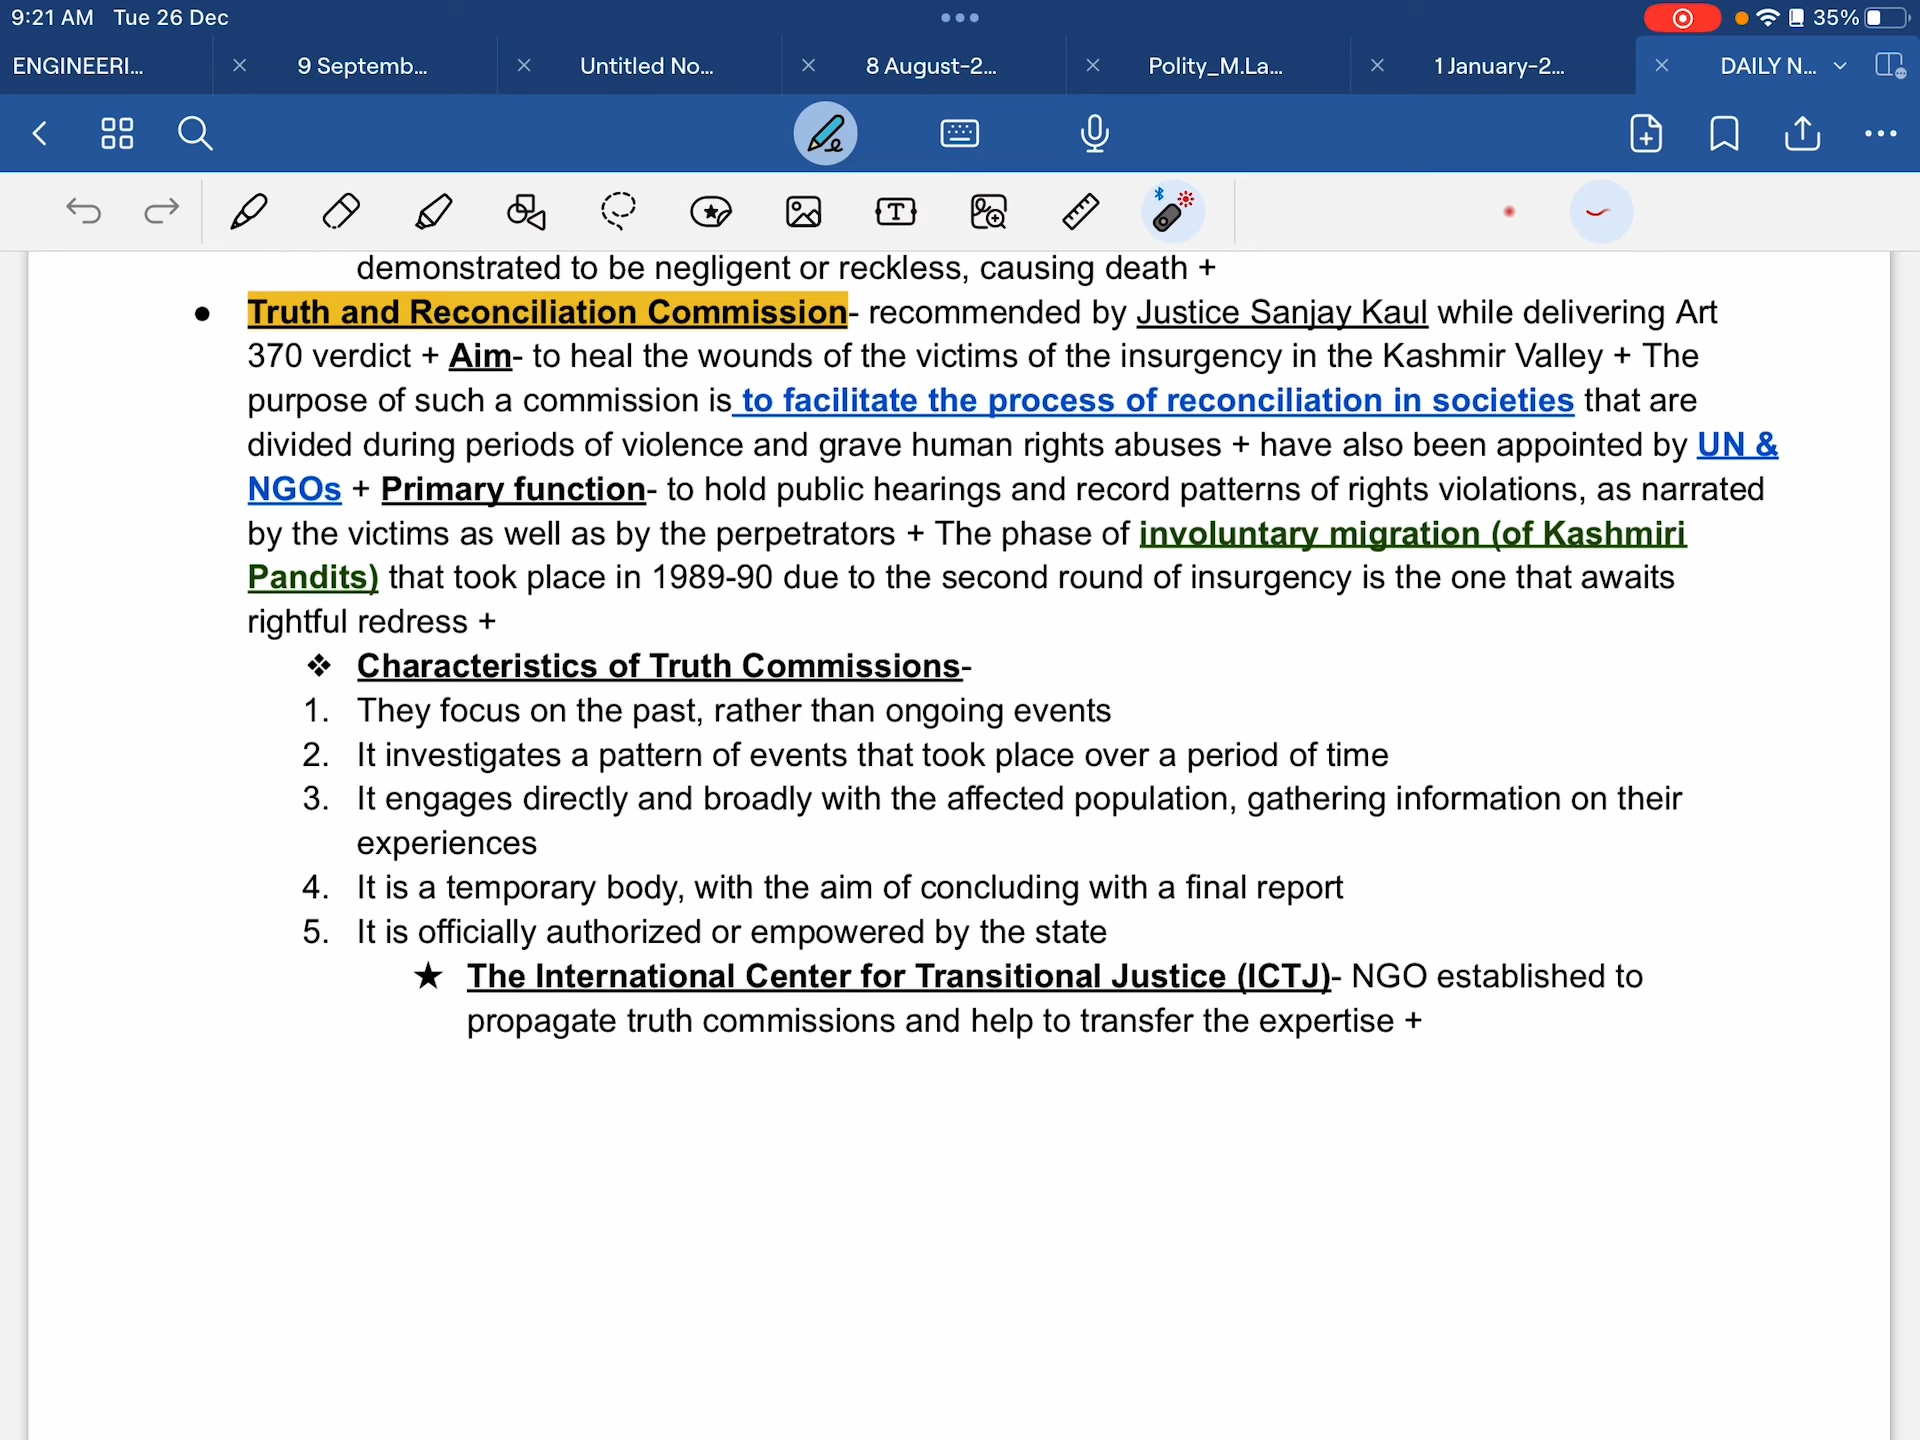 9:21 AM Tue 26 Dec
35%
ENGINEERI...
9 Septemb...
Untitled No...
8 August-2...
Polity_M.La...
1 January-2...
DAILY N...
demonstrated to be negligent or reckless, causing death +
● Truth and Reconciliation Commission- recommended by Justice Sanjay Kaul while delivering Art
370 verdict + Aim- to heal the wounds of the victims of the insurgency in the Kashmir Valley + The
purpose of such a commission is to facilitate the process of reconciliation in societies that are
divided during periods of violence and grave human rights abuses + have also been appointed by UN &
NGOs + Primary function- to hold public hearings and record patterns of rights violations, as narrated
by the victims as well as by the perpetrators + The phase of involuntary migration (of Kashmiri
Pandits) that took place in 1989-90 due to the second round of insurgency is the one that awaits
rightful redress +
❖ Characteristics of Truth Commissions-
1. They focus on the past, rather than ongoing events
2. It investigates a pattern of events that took place over a period of time
3. It engages directly and broadly with the affected population, gathering information on their
experiences
4. It is a temporary body, with the aim of concluding with a final report
5. It is officially authorized or empowered by the state
★ The International Center for Transitional Justice (ICTJ)- NGO established to
propagate truth commissions and help to transfer the expertise +